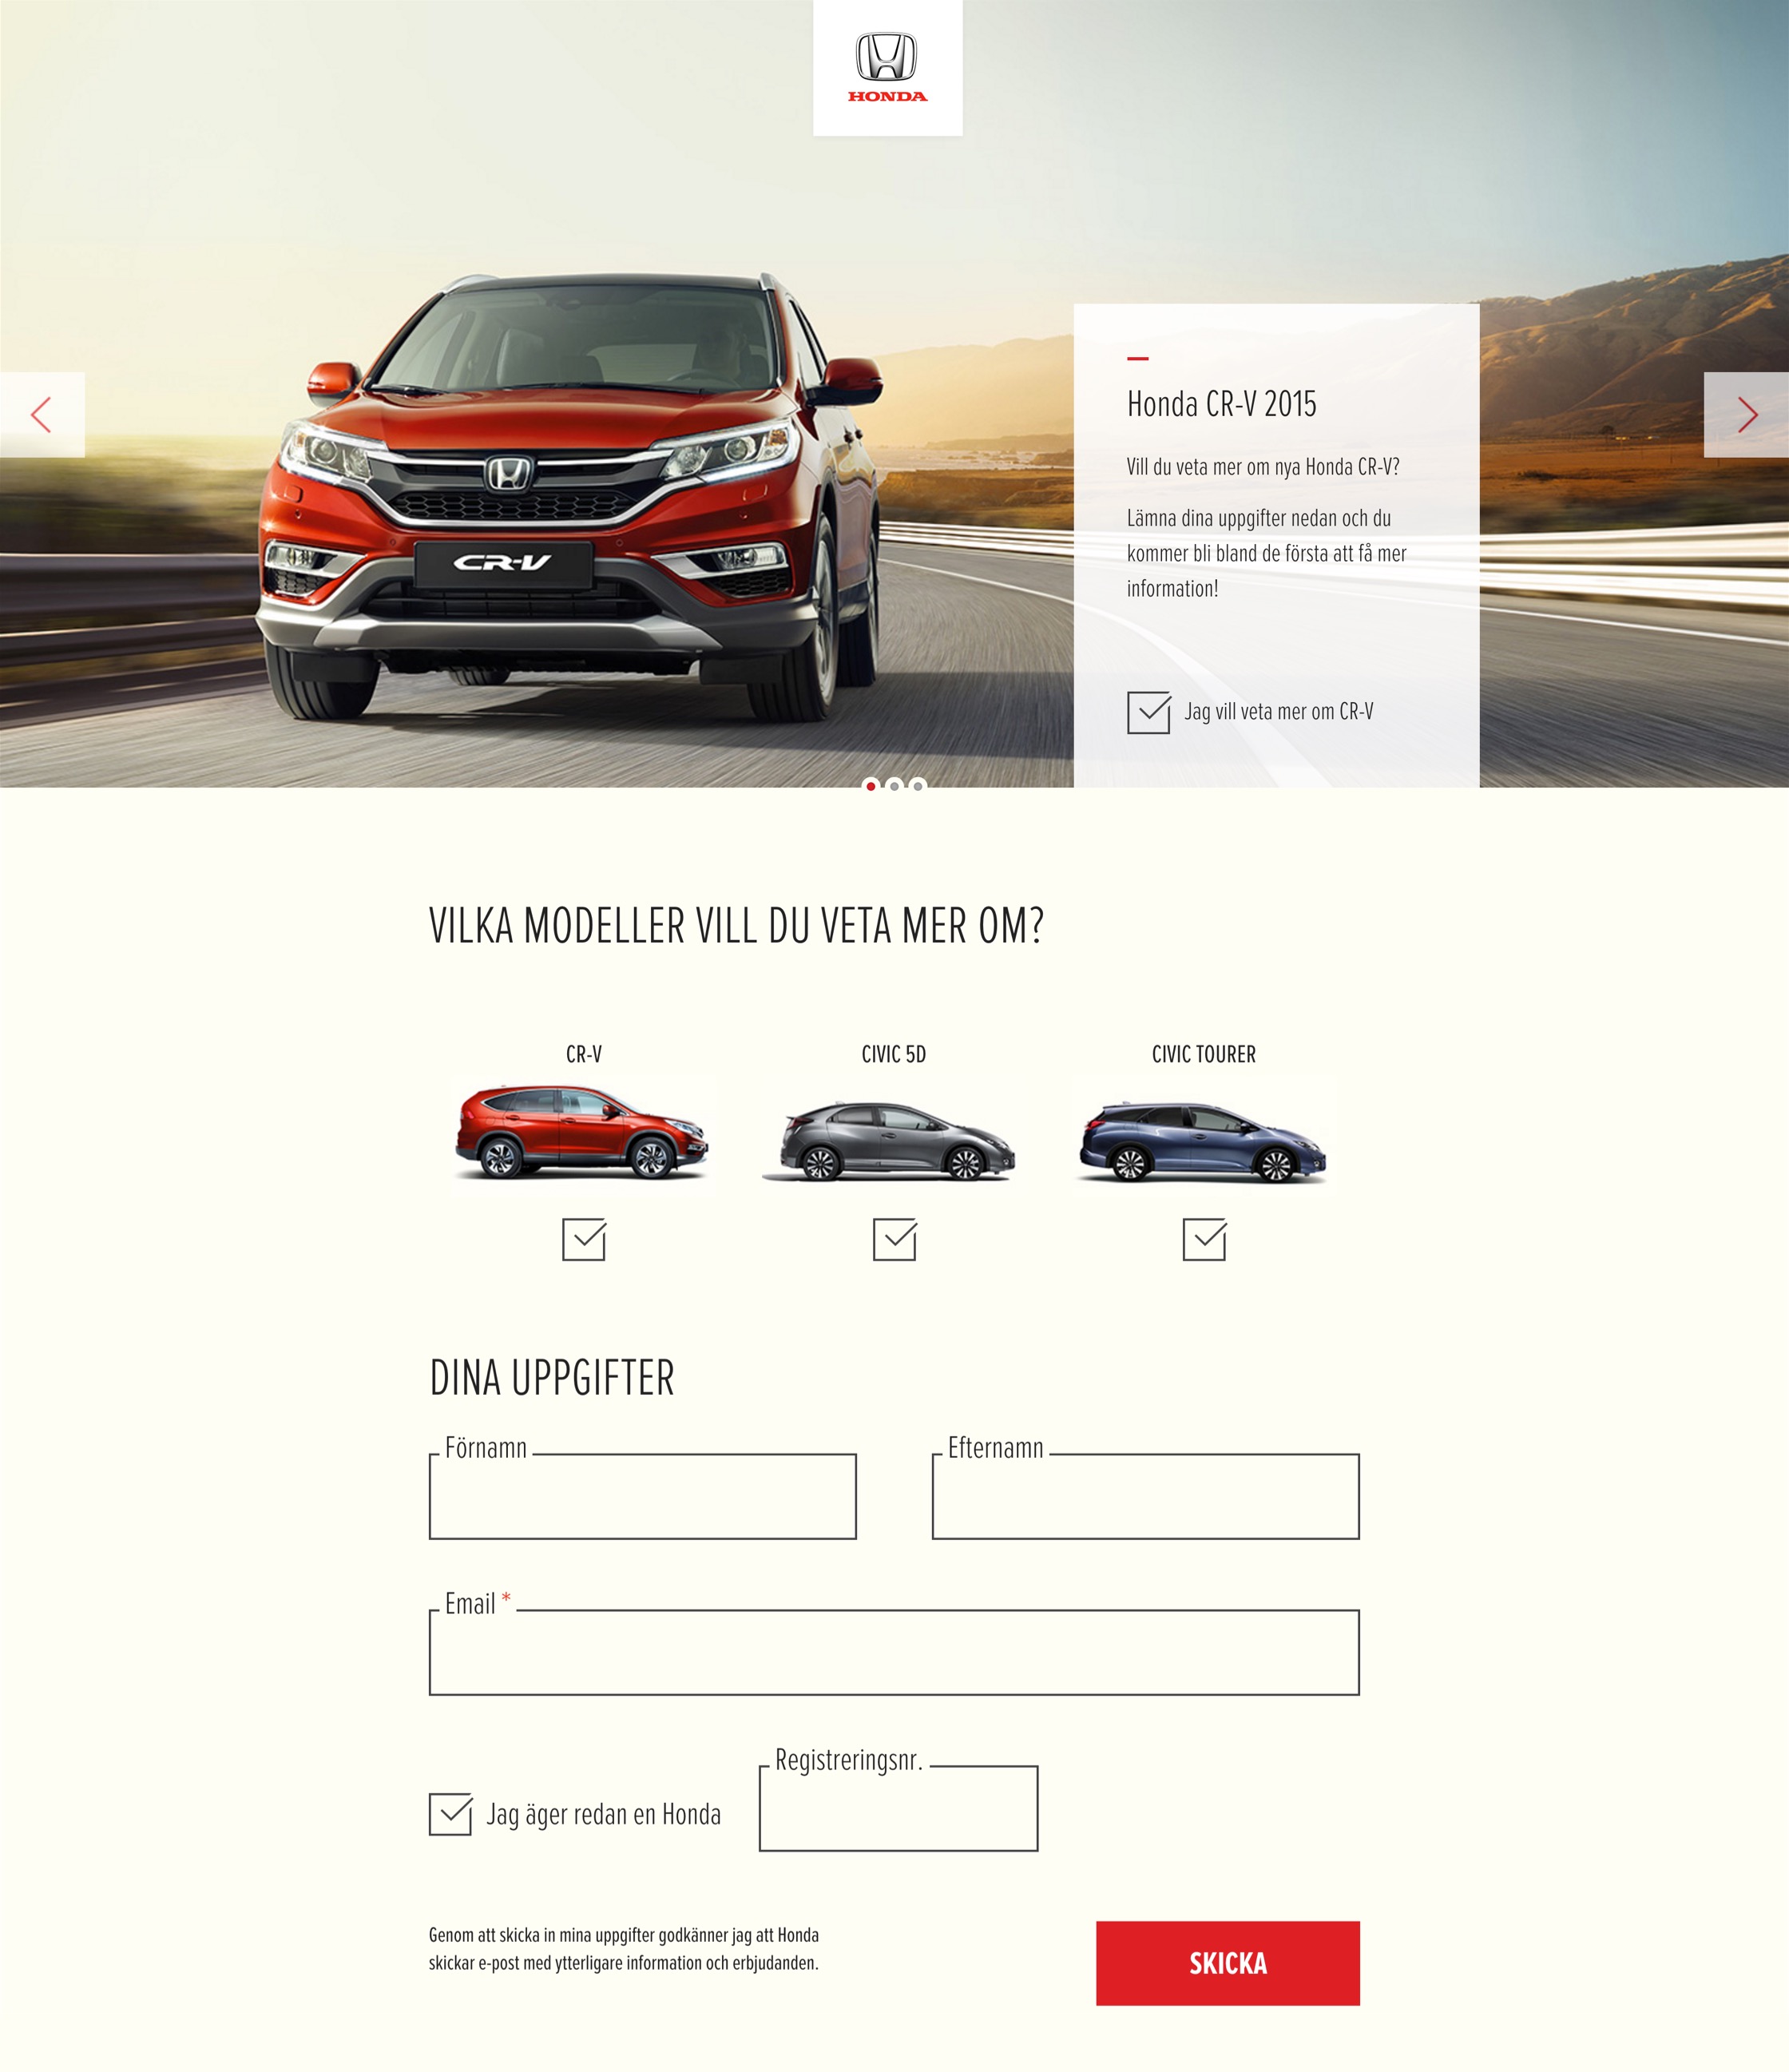 HONDA
Honda CR-V 2015
Vill du veta mer om nya Honda CR-V?
Lämna dina uppgifter nedan och du
kommer bli bland de första att få mer
information!
CR-V
Jag vill veta mer om CR-V
VILKA MODELLER VILL DU VETA MER OM?
CR-V
CIVIC 5D
CIVIC TOURER
DINA UPPGIFTER
Förnamn
Efternamn
Email *
Registreringsnr.
Jag äger redan en Honda
Genom att skicka in mina uppgifter godkänner jag att Honda
skickar e-post med ytterligare information och erbjudanden.
SKICKA